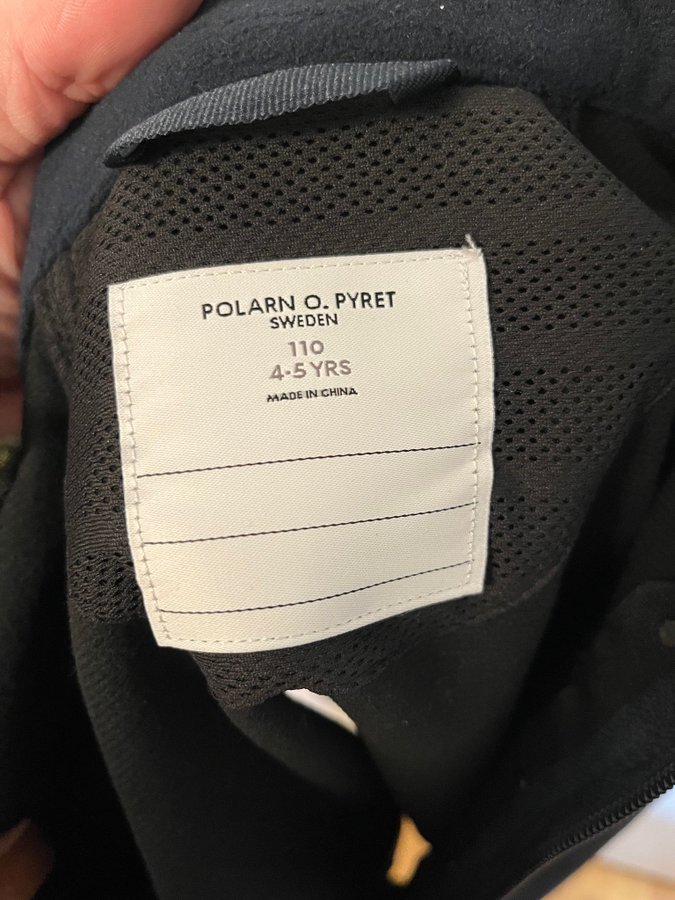 POLARN O. PYRET
SWEDEN
110
4-5 YRS
MADE IN CHINA